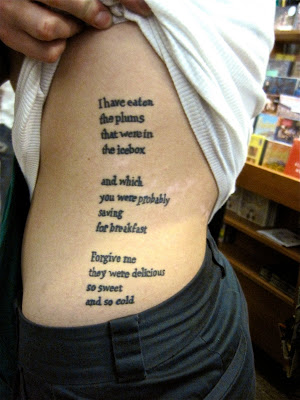 I have eaten
the plums
that were in
the icebox
and which
you were probably
saving
for breakfast
Forgive me
they were delicious
so sweet
and so cold